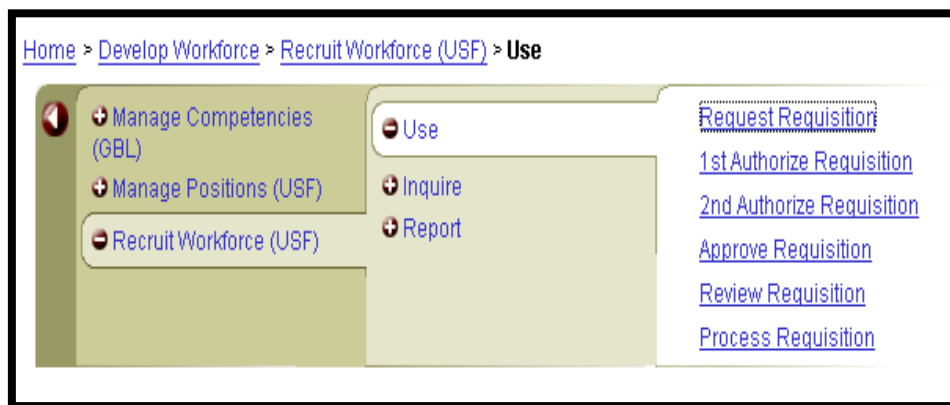 Home > Develop Workforce > Recruit Workforce (USF) > Use
Manage Competencies
(GBL)
Manage Positions (USF)
Recruit Workforce (USF)
Use
Inquire
Report
Request Requisition
1st Authorize Requisition
2nd Authorize Requisition
Approve Requisition
Review Requisition
Process Requisition